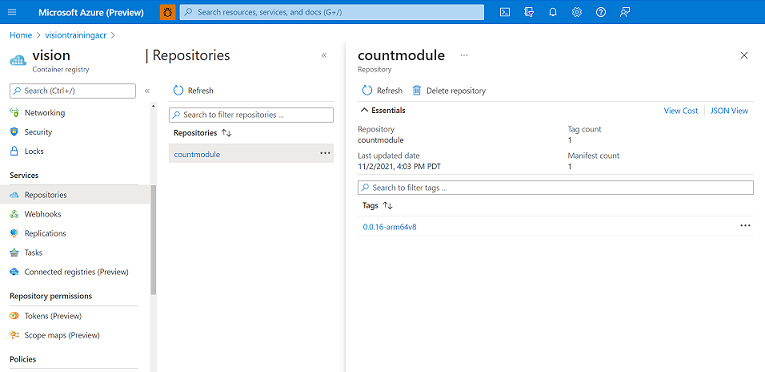 Microsoft Azure (Preview)
Search resources, services, and docs (G+/)
Home > visiontrainingacr >
vision
Container registry
Search (Ctrl+/)
«
Networking
Security
Locks
Services
Repositories
Webhooks
Replications
Tasks
Connected registries (Preview)
Repository permissions
Tokens (Preview)
Scope maps (Preview)
Policies
| Repositories
«
Refresh
Search to filter repositories ...
Repositories ↑↓
countmodule
...
countmodule
...
Repository
Refresh
Delete repository
Essentials
View Cost | JSON View
Repository
countmodule
Tag count
1
Last updated date
11/2/2021, 4:03 PM PDT
Manifest count
1
Search to filter tags ...
Tags ↑↓
0.0.16-arm64v8
...